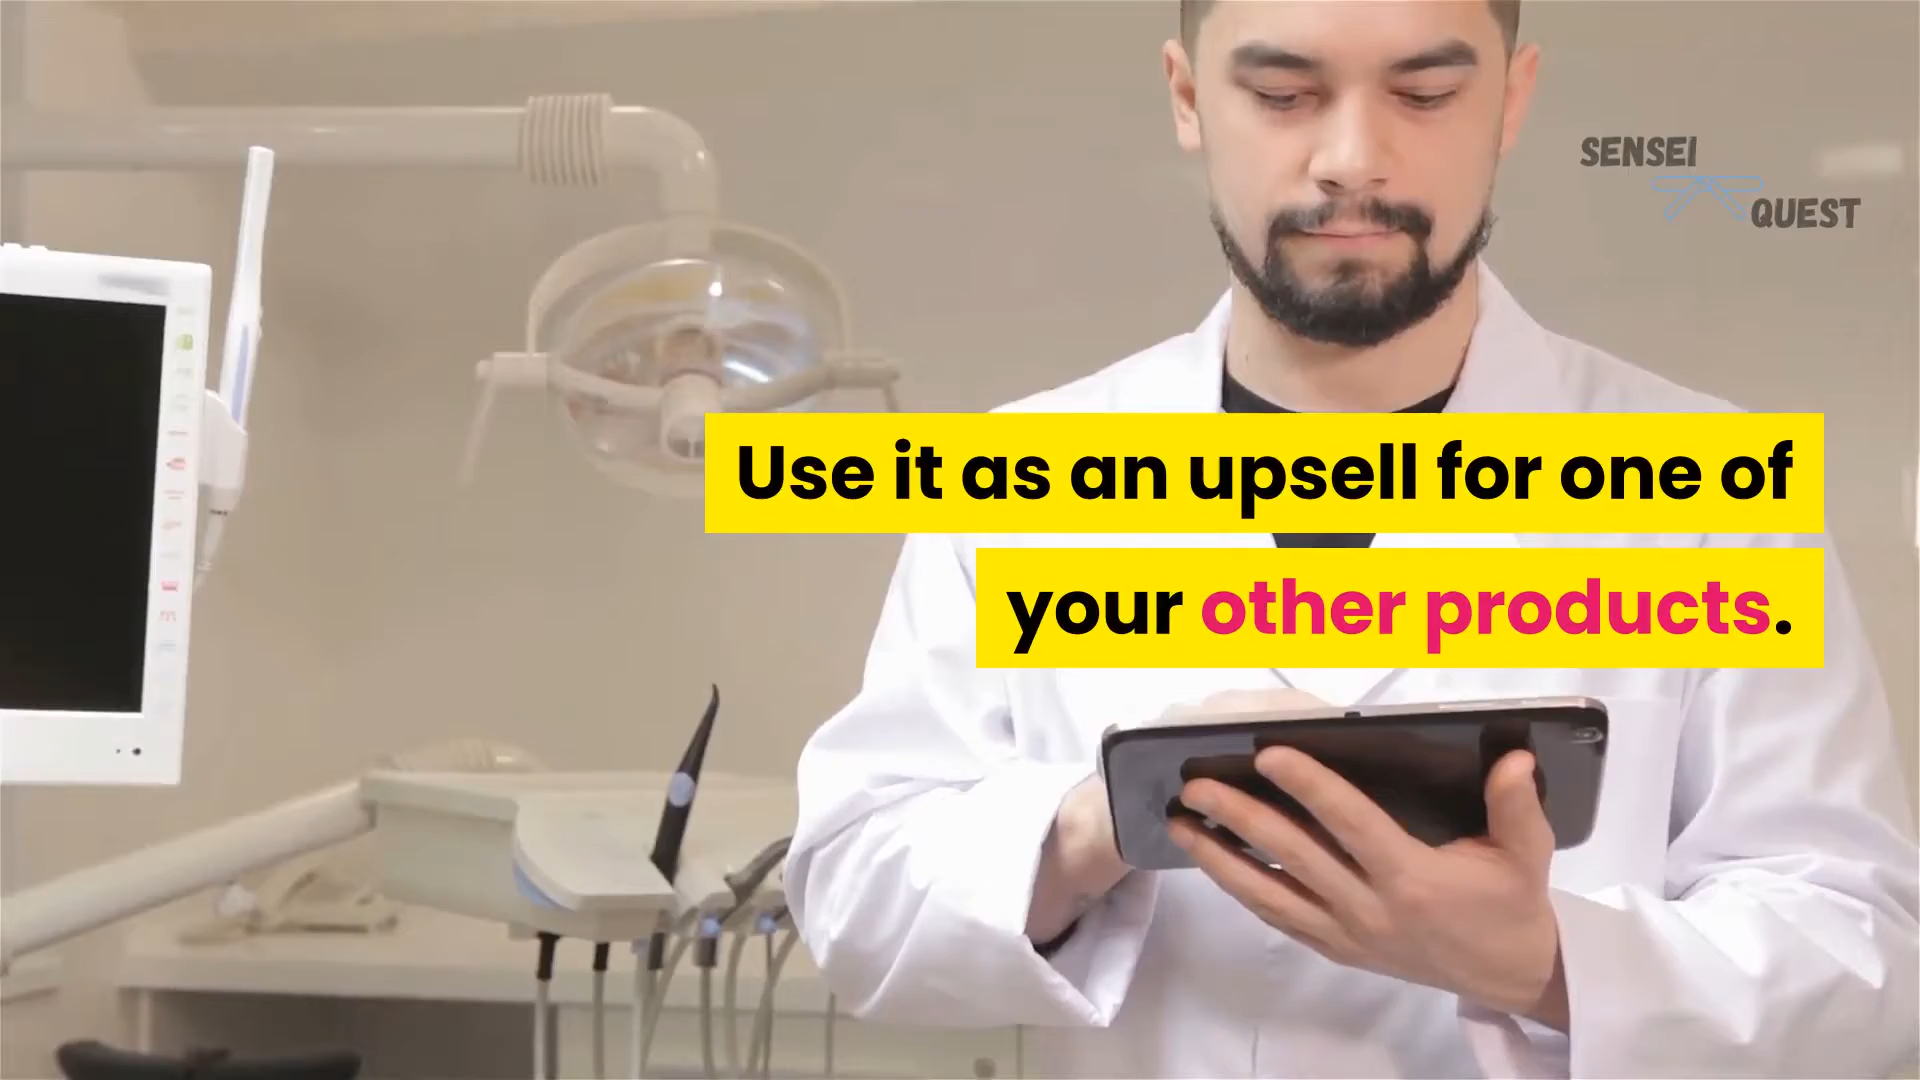 SENSEI
QUEST
Use it as an upsell for one of
your other products.